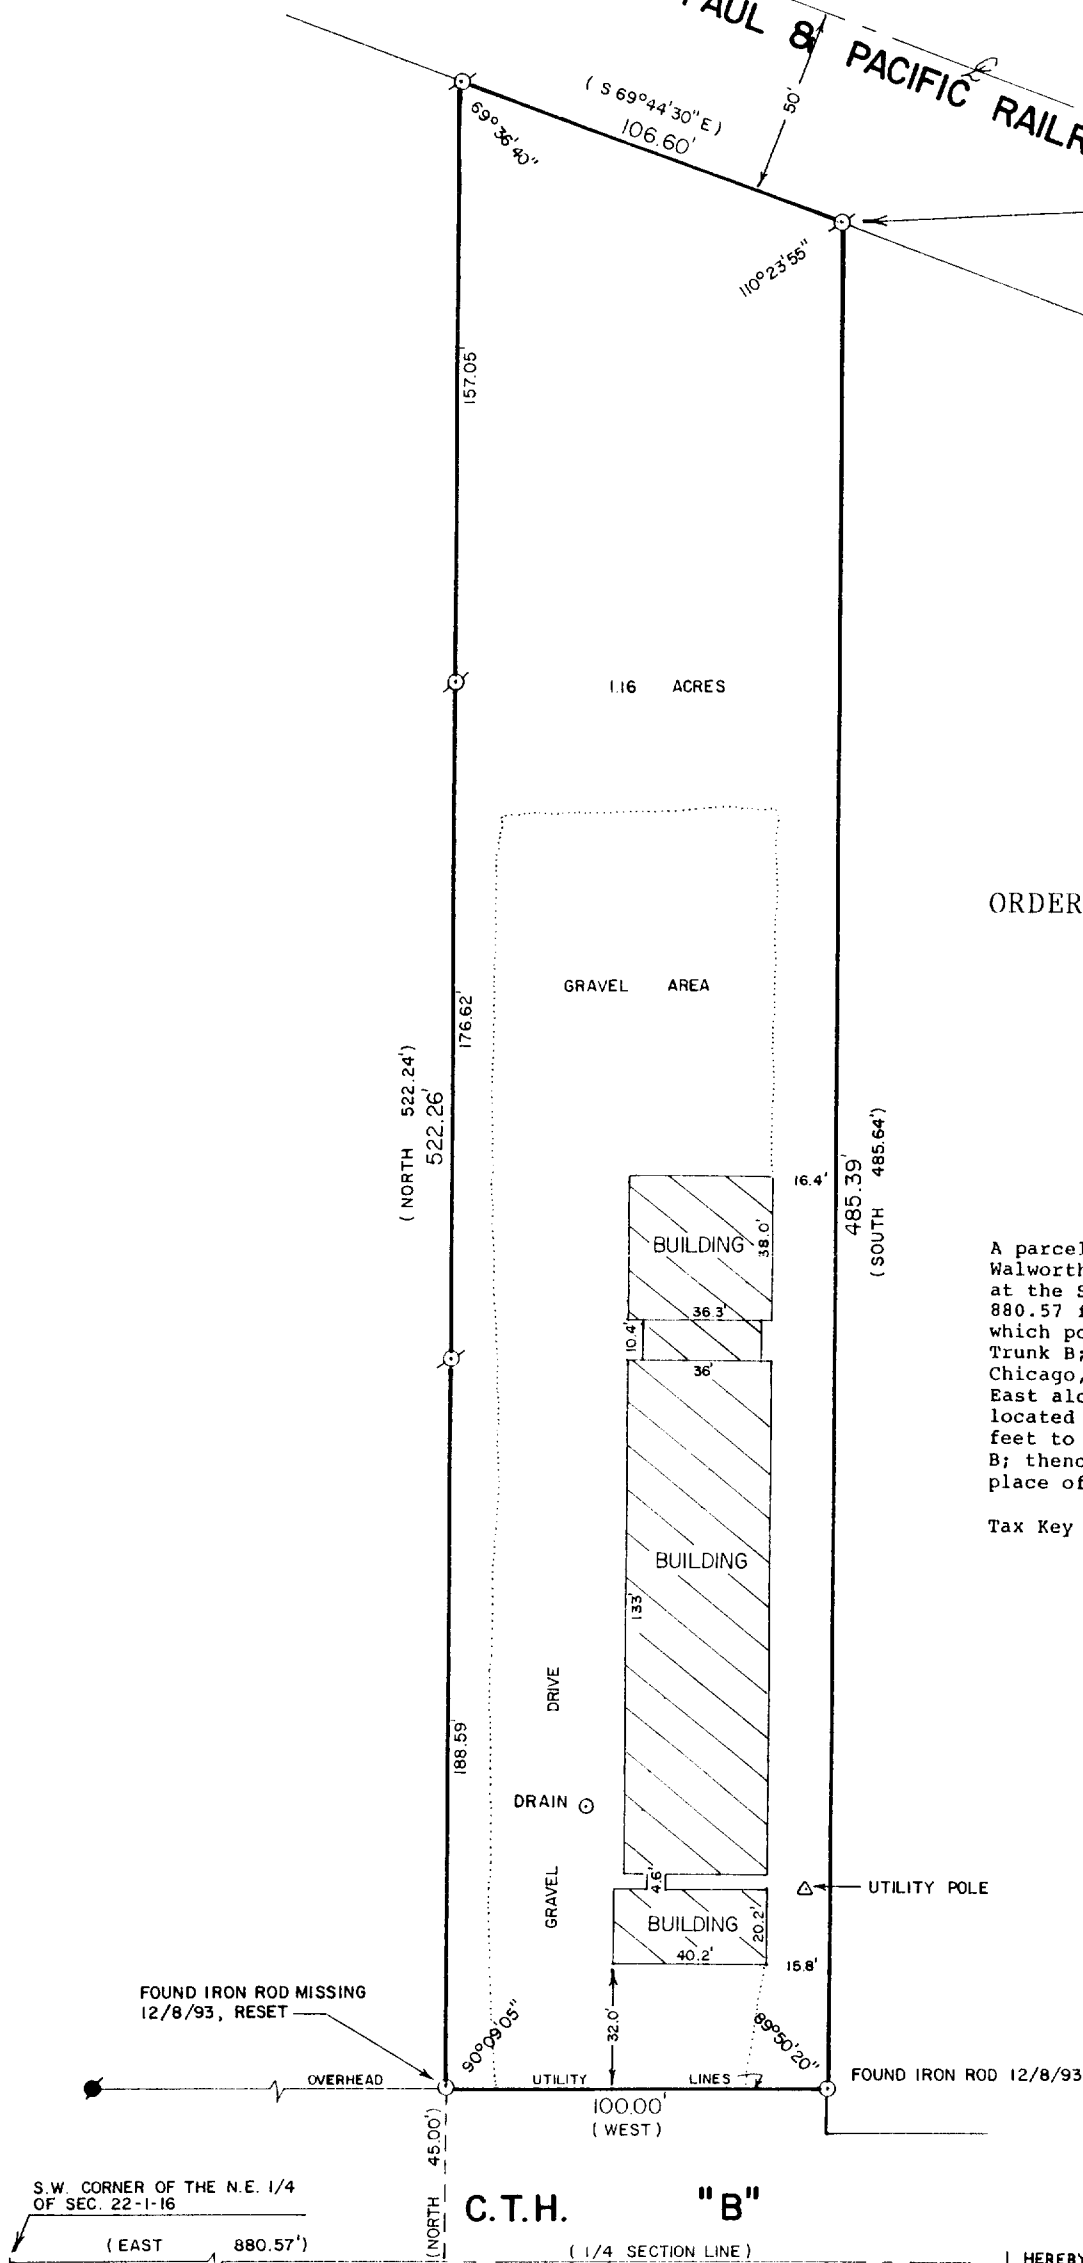 PAUL & PACIFIC RAILR
50'
( S 69°44'30" E )
106.60'
69°36'40"
110°23'55"
157.05'
1.16 ACRES
ORDER
GRAVEL AREA
176.62'
(NORTH 522.24')
522.26'
16.4'
485.39'
(SOUTH 485.64')
BUILDING
38.0'
36.3'
10.4'
36'
A parcel
Walworth
at the S
880.57 f
which po
Trunk B;
Chicago,
East alo
located
feet to
B; thenc
place of
Tax Key
BUILDING
133'
DRIVE
188.59'
DRAIN
4.6'
UTILITY POLE
GRAVEL
BUILDING
20.2'
40.2'
15.8'
FOUND IRON ROD MISSING
12/8/93, RESET
32.0'
90°09'05"
89°50'20"
FOUND IRON ROD 12/8/93
OVERHEAD UTILITY LINES
100.00'
( WEST )
(NORTH 45.00')
S.W. CORNER OF THE N.E. 1/4
OF SEC. 22-1-16
C.T.H. "B"
(EAST 880.57')
( 1/4 SECTION LINE )
I HEREBY